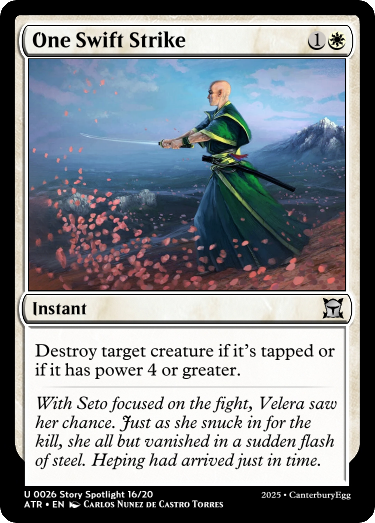 One Swift Strike 1
Instant
Destroy target creature if it's tapped or
if it has power 4 or greater.
With Seto focused on the fight, Velera saw
her chance. Just as she snuck in for the
kill, she all but vanished in a sudden flash
of steel. Heping had arrived just in time.
U 0026 Story Spotlight 16/20
ATR • EN Carlos Nunez de Castro Torres
2025 • CanterburyEgg